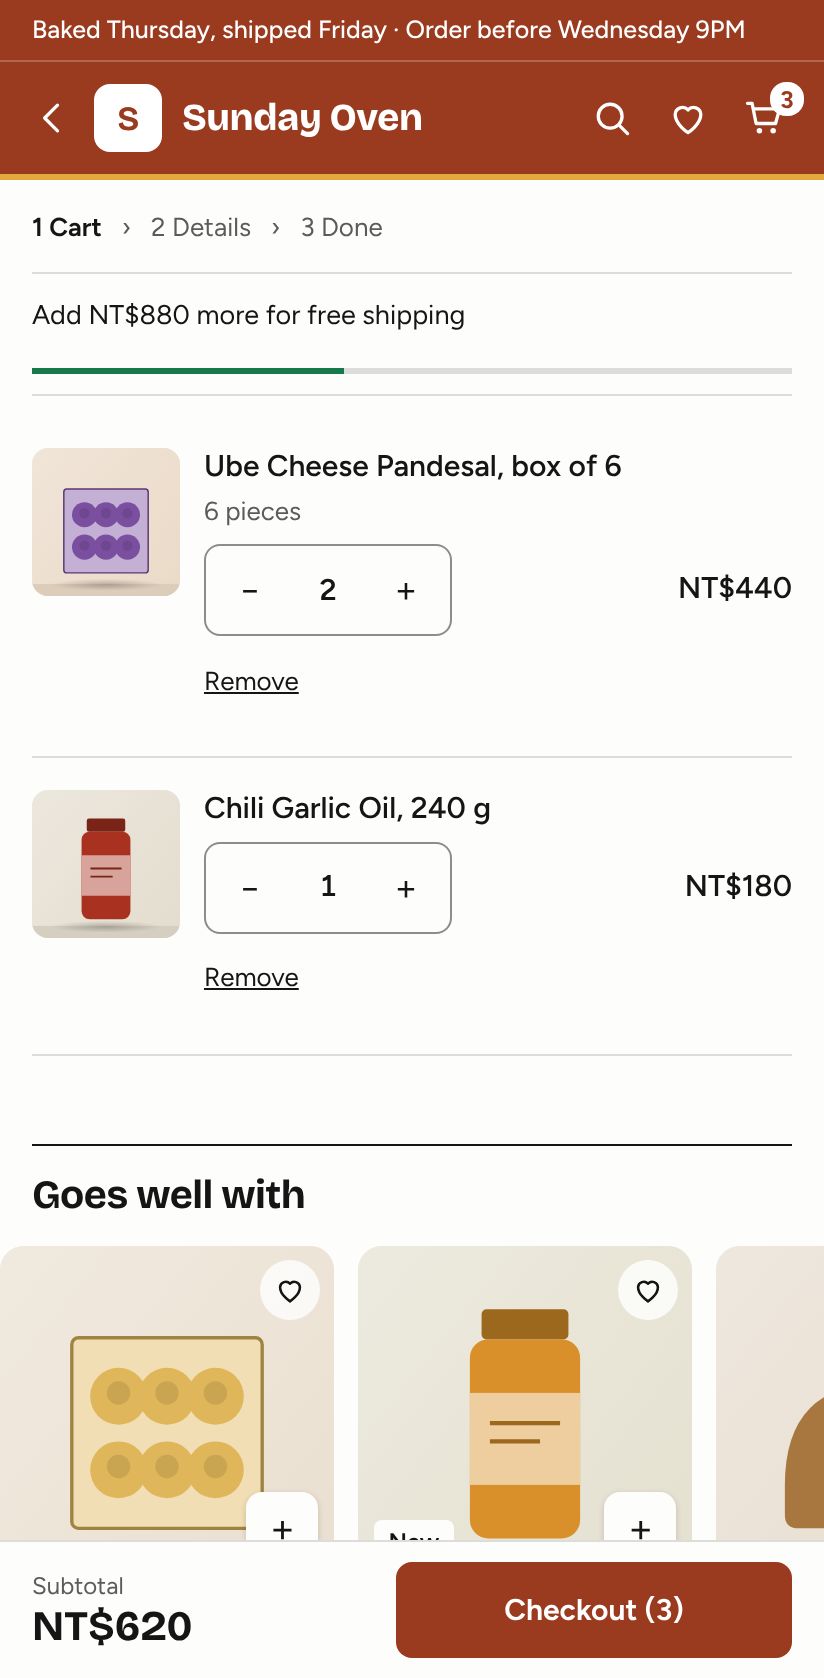 Baked Thursday, shipped Friday · Order before Wednesday 9PM
S Sunday Oven 3
1 Cart › 2 Details › 3 Done
Add NT$880 more for free shipping
Ube Cheese Pandesal, box of 6
6 pieces
− 2 + NT$440
Remove
Chili Garlic Oil, 240 g
− 1 + NT$180
Remove
Goes well with
+ +
New
Subtotal
NT$620
Checkout (3)